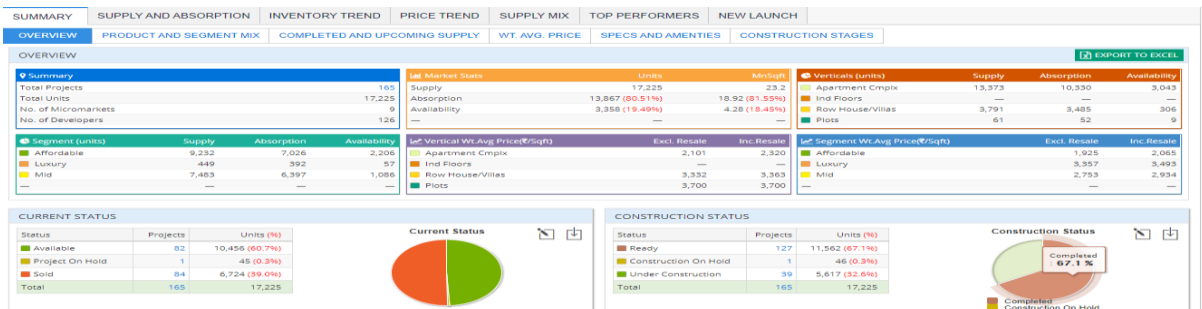 SUMMARY SUPPLY AND ABSORPTION INVENTORY TREND PRICE TREND SUPPLY MIX TOP PERFORMERS NEW LAUNCH
OVERVIEW PRODUCT AND SEGMENT MIX COMPLETED AND UPCOMING SUPPLY WT. AVG. PRICE SPECS AND AMENTIES CONSTRUCTION STAGES
OVERVIEW EXPORT TO EXCEL
Summary
Total Projects 165
Total Units 17,225
No. of Micromarkets 9
No. of Developers 126
Market Stats Units MnSqft
Supply 17,225 23.2
Absorption 13,867 (80.51%) 18.92 (81.55%)
Availability 3,358 (19.49%) 4.28 (18.45%)
— — —
Verticals (units) Supply Absorption Availability
Apartment Cmplx 13,373 10,330 3,043
Ind Floors — — —
Row House/Villas 3,791 3,485 306
Plots 61 52 9
Segment (units) Supply Absorption Availability
Affordable 9,232 7,026 2,206
Luxury 449 392 57
Mid 7,483 6,397 1,086
— — — —
Vertical Wt.Avg Price(₹/Sqft) Excl. Resale Inc.Resale
Apartment Cmplx 2,101 2,320
Ind Floors — —
Row House/Villas 3,332 3,363
Plots 3,700 3,700
Segment Wt.Avg Price(₹/Sqft) Excl. Resale Inc.Resale
Affordable 1,925 2,065
Luxury 3,357 3,493
Mid 2,753 2,934
— — —
CURRENT STATUS
Status Projects Units (%)
Available 82 10,456 (60.7%)
Project On Hold 1 45 (0.3%)
Sold 84 6,724 (39.0%)
Total 165 17,225
Current Status
CONSTRUCTION STATUS
Status Projects Units (%)
Ready 127 11,562 (67.1%)
Construction On Hold 1 46 (0.3%)
Under Construction 39 5,617 (32.6%)
Total 165 17,225
Construction Status
Completed
: 67.1 %
Completed
Construction On Hold